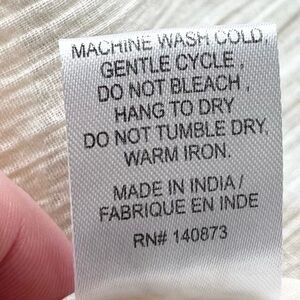 MACHINE WASH COLD,
GENTLE CYCLE ,
DO NOT BLEACH ,
HANG TO DRY
DO NOT TUMBLE DRY,
WARM IRON.
MADE IN INDIA /
FABRIQUE EN INDE
RN# 140873